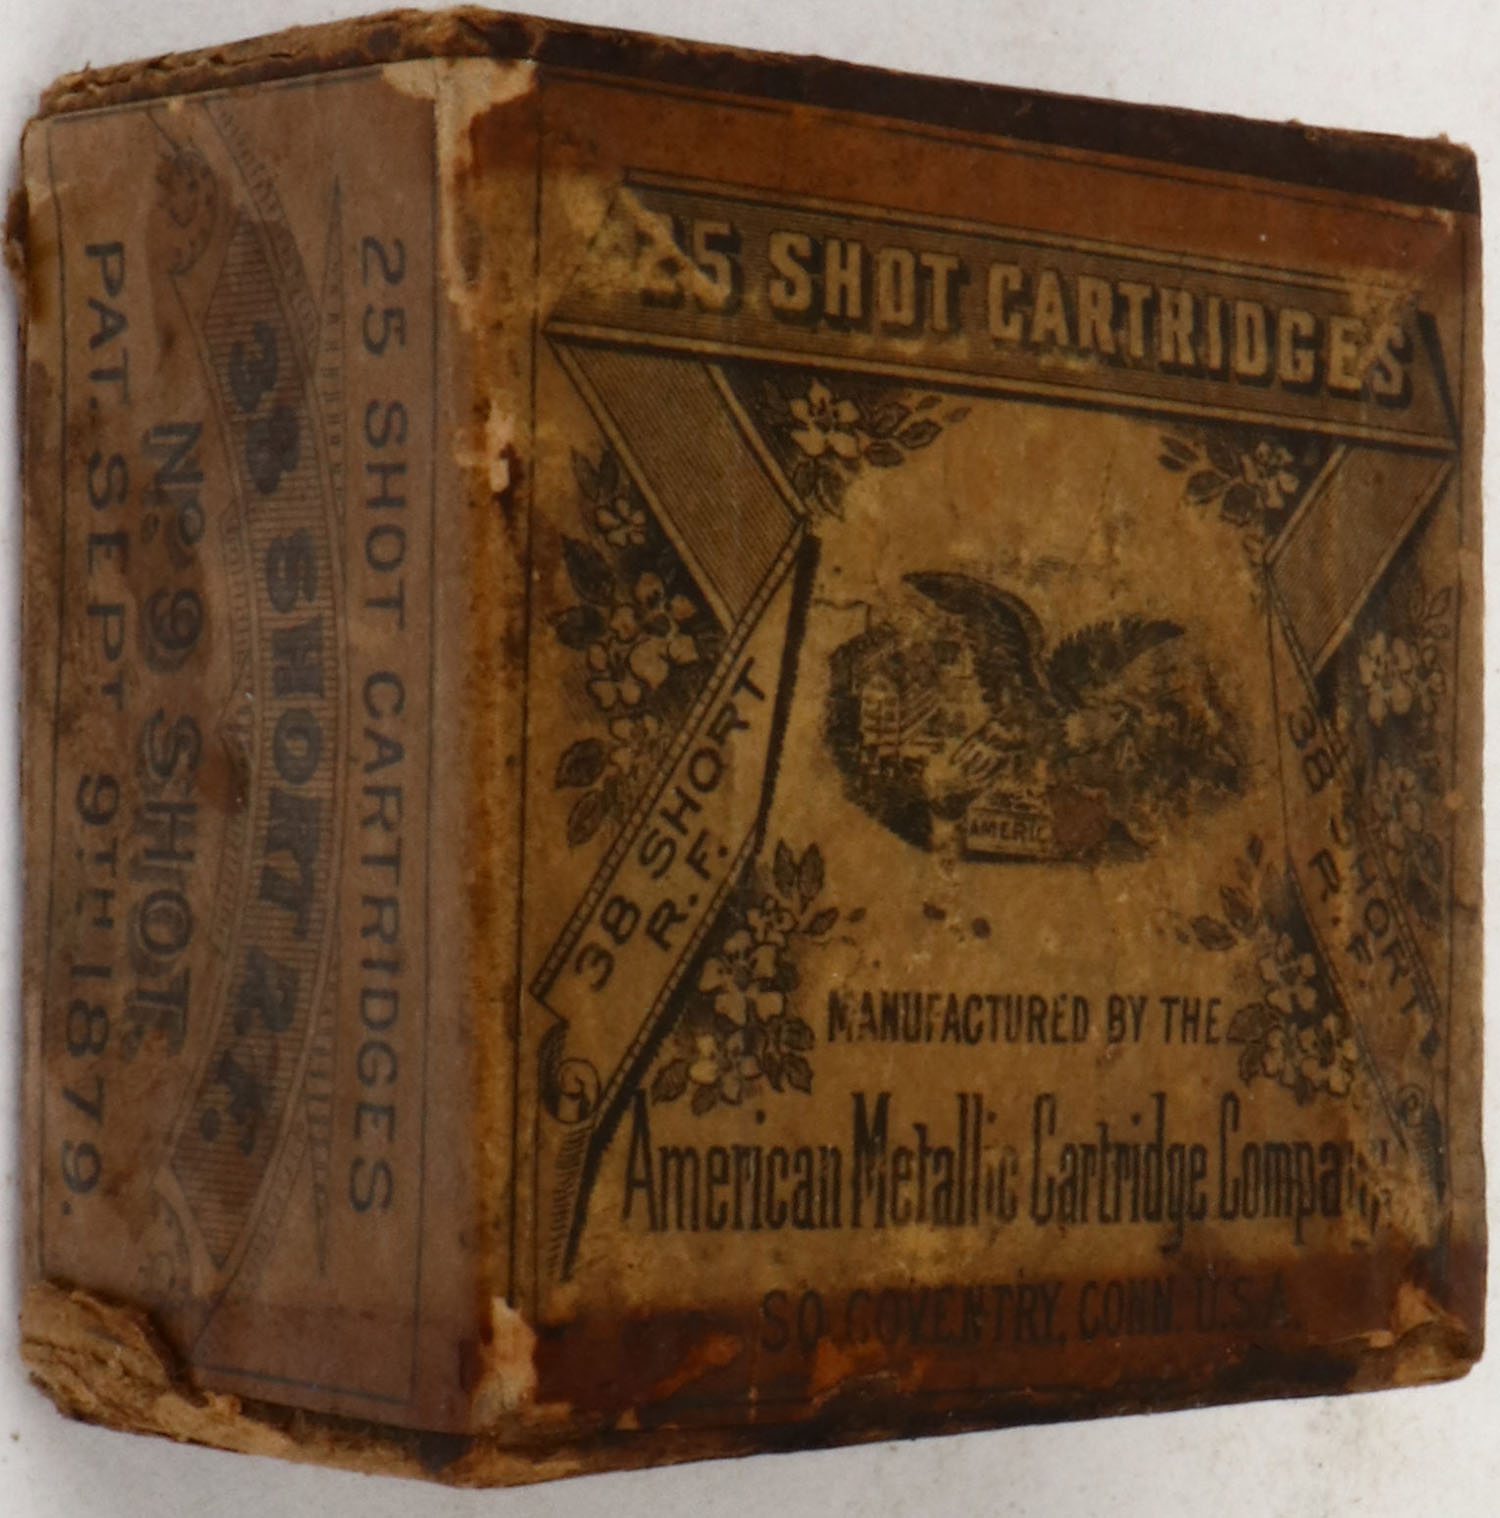 25 SHOT CARTRIDGES
38 SHORT
R. F.
38 SHORT
R. F.
AMERIC
MANUFACTURED BY THE
American Metallic Cartridge Company
SO. COVENTRY, CONN. U.S.A.
25 SHOT CARTRIDGES
38 SHORT R.F.
No. 9 SHOT
PAT. SEPT 9TH 1879.